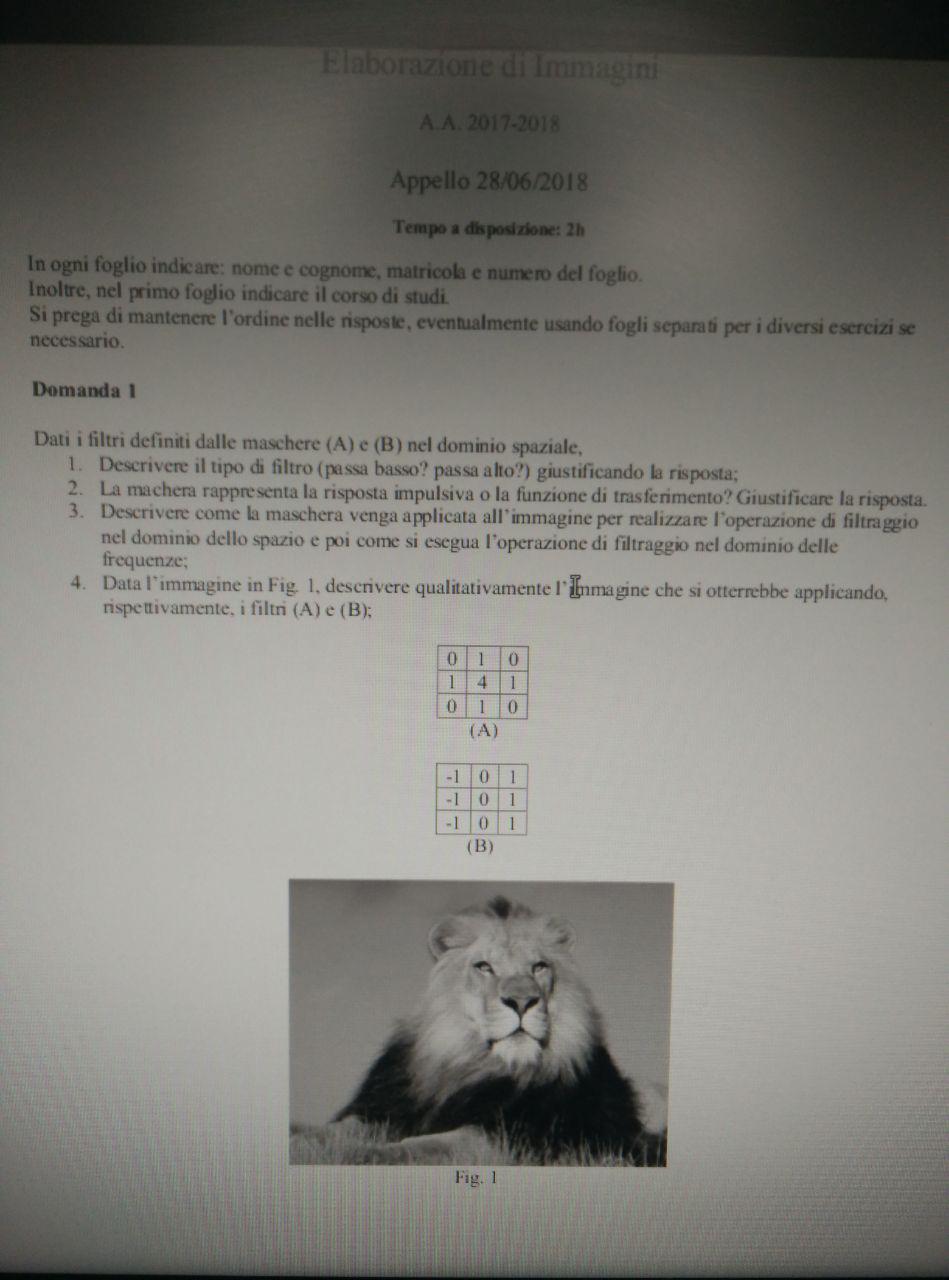 Elaborazione di Immagini
A.A. 2017-2018
Appello 28/06/2018
Tempo a disposizione: 2h
In ogni foglio indicare: nome e cognome, matricola e numero del foglio.
Inoltre, nel primo foglio indicare il corso di studi.
Si prega di mantenere l'ordine nelle risposte, eventualmente usando fogli separati per i diversi esercizi se
necessario.
Domanda 1
Dati i filtri definiti dalle maschere (A) e (B) nel dominio spaziale,
1. Descrivere il tipo di filtro (passa basso? passa alto?) giustificando la risposta;
2. La machera rappresenta la risposta impulsiva o la funzione di trasferimento? Giustificare la risposta.
3. Descrivere come la maschera venga applicata all'immagine per realizzare l'operazione di filtraggio
nel dominio dello spazio e poi come si esegua l'operazione di filtraggio nel dominio delle
frequenze;
4. Data l'immagine in Fig. 1, descrivere qualitativamente l'immagine che si otterrebbe applicando,
rispettivamente, i filtri (A) e (B);
0 1 0
1 4 1
0 1 0
(A)
-1 0 1
-1 0 1
-1 0 1
(B)
Fig. 1